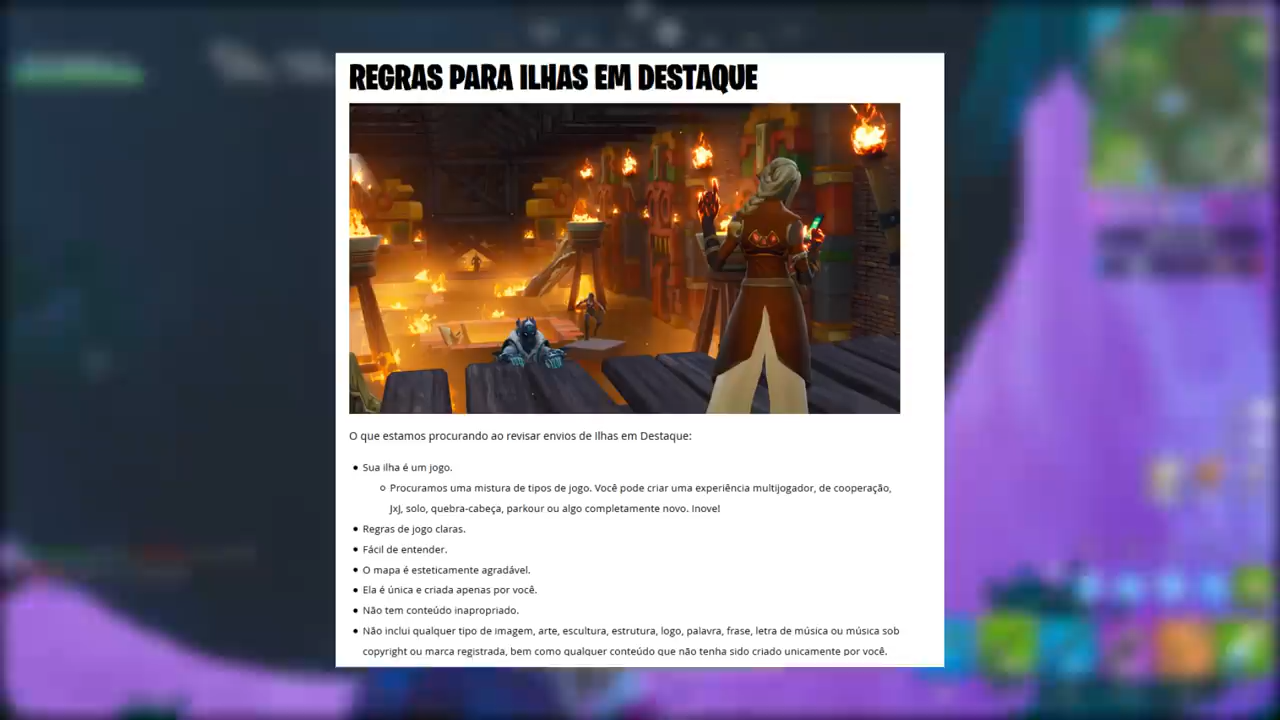 REGRAS PARA ILHAS EM DESTAQUE
O que estamos procurando ao revisar envios de Ilhas em Destaque:
Sua ilha é um jogo.
Procuramos uma mistura de tipos de jogo. Você pode criar uma experiência multijogador, de cooperação,
JxJ, solo, quebra-cabeça, parkour ou algo completamente novo. Inove!
Regras de jogo claras.
Fácil de entender.
O mapa é esteticamente agradável.
Ela é única e criada apenas por você.
Não tem conteúdo inapropriado.
Não inclui qualquer tipo de imagem, arte, escultura, estrutura, logo, palavra, frase, letra de música ou música sob
copyright ou marca registrada, bem como qualquer conteúdo que não tenha sido criado unicamente por você.